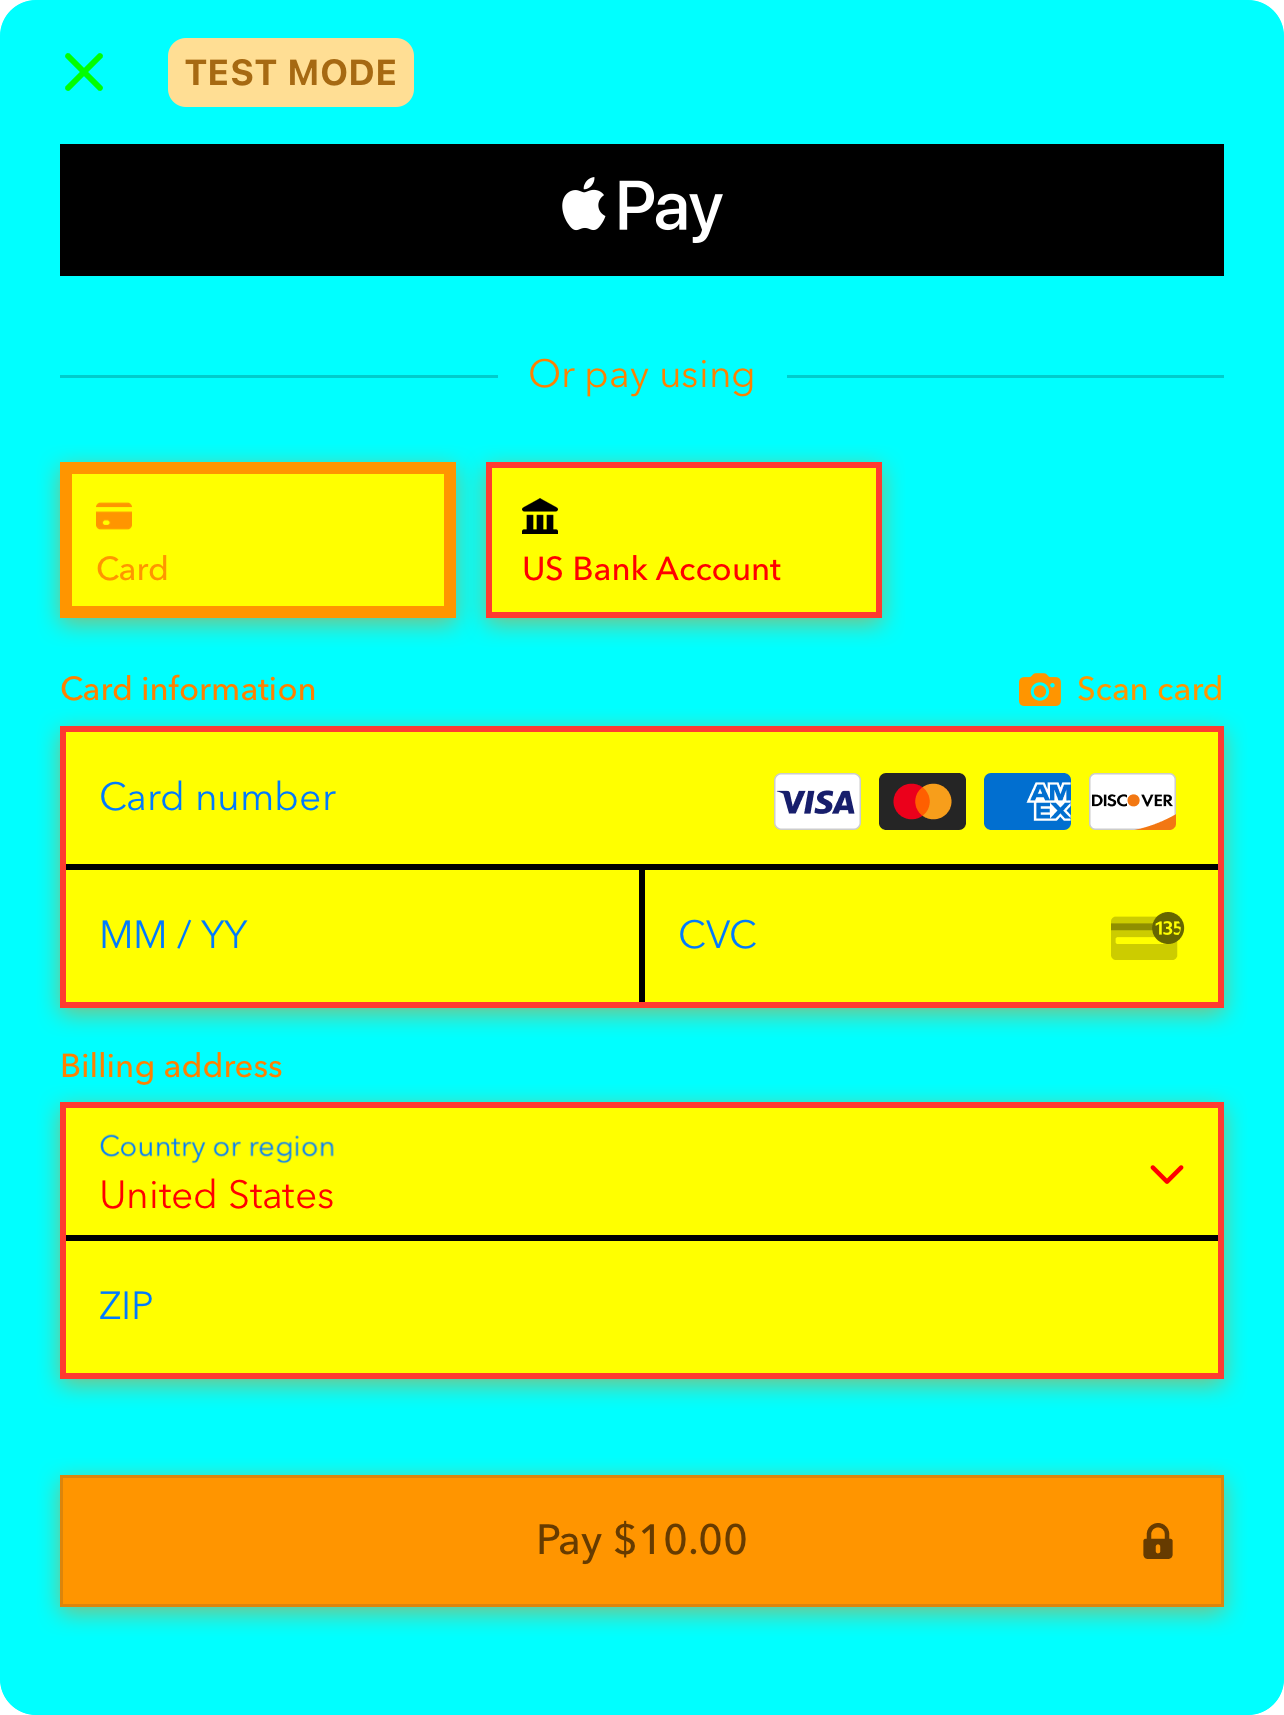 TEST MODE
Pay
Or pay using
Card
US Bank Account
Card information
Scan card
Card number
VISA
AM
EX
DISCOVER
MM / YY
CVC
135
Billing address
Country or region
United States
ZIP
Pay $10.00